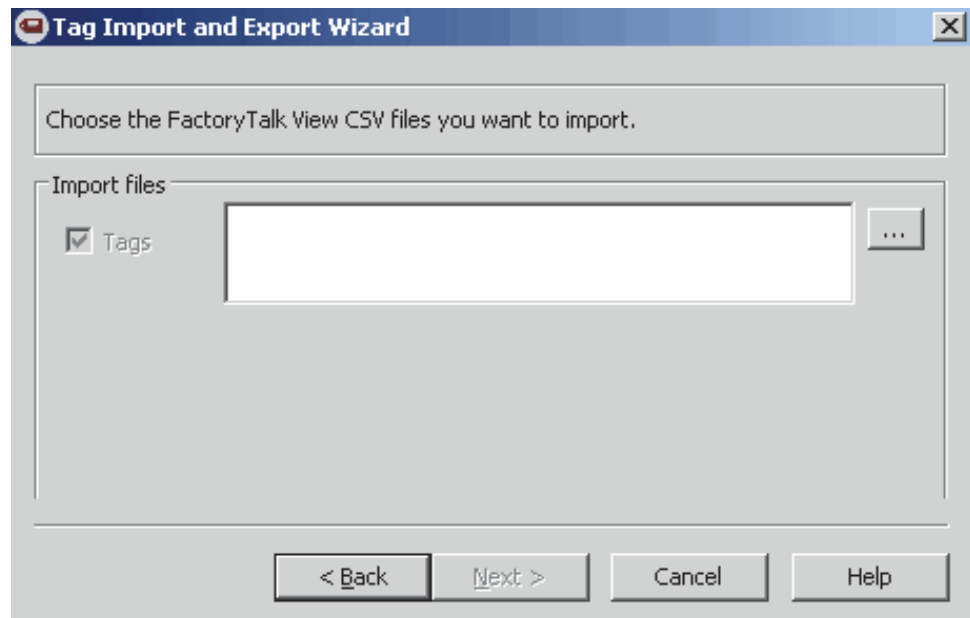 Tag Import and Export Wizard
Choose the FactoryTalk View CSV files you want to import.
Import files
Tags
...
< Back
Next >
Cancel
Help